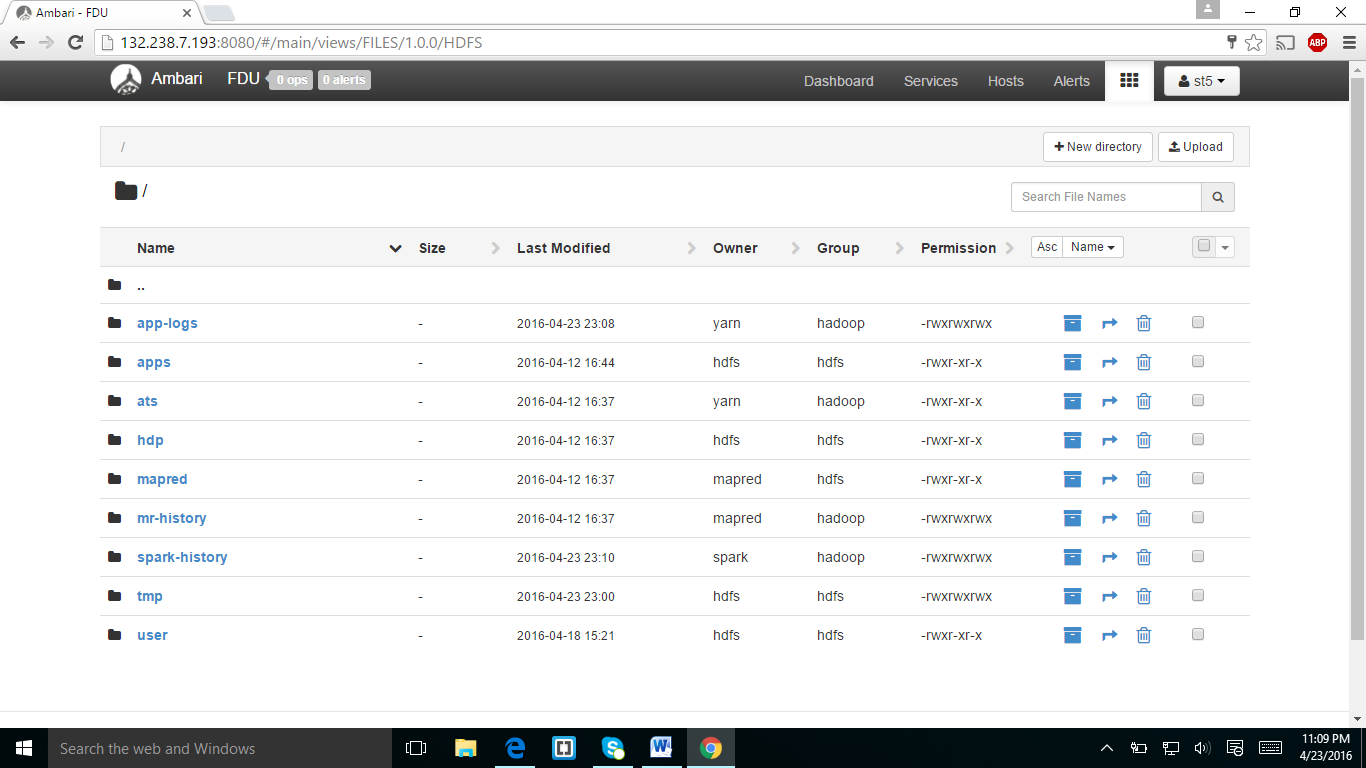 Ambari - FDU
132.238.7.193:8080/#/main/views/FILES/1.0.0/HDFS
ABP
Ambari FDU 0 ops 0 alerts Dashboard Services Hosts Alerts st5
/ New directory Upload
/ Search File Names
Name Size Last Modified Owner Group Permission Asc Name
..
app-logs - 2016-04-23 23:08 yarn hadoop -rwxrwxrwx
apps - 2016-04-12 16:44 hdfs hdfs -rwxr-xr-x
ats - 2016-04-12 16:37 yarn hadoop -rwxr-xr-x
hdp - 2016-04-12 16:37 hdfs hdfs -rwxr-xr-x
mapred - 2016-04-12 16:37 mapred hdfs -rwxr-xr-x
mr-history - 2016-04-12 16:37 mapred hadoop -rwxrwxrwx
spark-history - 2016-04-23 23:10 spark hadoop -rwxrwxrwx
tmp - 2016-04-23 23:00 hdfs hdfs -rwxrwxrwx
user - 2016-04-18 15:21 hdfs hdfs -rwxr-xr-x
Search the web and Windows
11:09 PM
4/23/2016